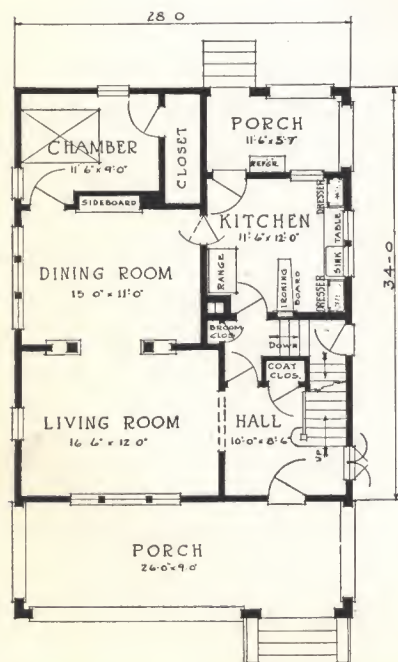 28-0
PORCH
11'-6" x 5'-7"
REFGR.
CHAMBER
11'-6" x 9'-0"
CLOSET
SIDEBOARD
KITCHEN
11'-6" x 12'-0"
DRESSER
TABLE
SINK
DRESSER
RANGE
IRONING
BOARD
34-0
DINING ROOM
15'-0" x 11'-0"
BROOM
CLOS.
DOWN
COAT
CLOS.
LIVING ROOM
16'-6" x 12'-0"
HALL
10'-0" x 8'-6"
UP
PORCH
26'-0" x 9'-0"